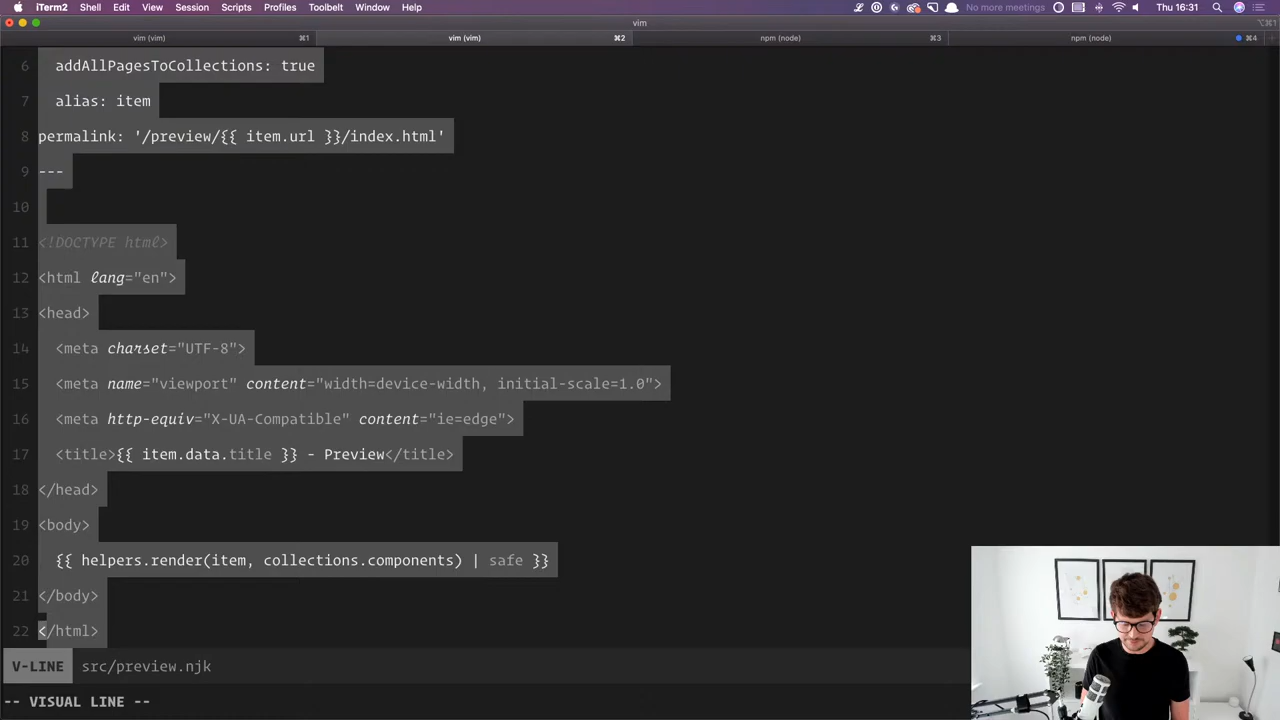 iTerm2 Shell Edit View Session Scripts Profiles Toolbelt Window Help No more meetings Thu 16:31
vim ⌥⌘1
vim (vim) ⌘1 vim (vim) ⌘2 npm (node) ⌘3 npm (node) ⌘4
6 addAllPagesToCollections: true
7 alias: item
8 permalink: '/preview/{{ item.url }}/index.html'
9 ---
10
11 <!DOCTYPE html>
12 <html lang="en">
13 <head>
14 <meta charset="UTF-8">
15 <meta name="viewport" content="width=device-width, initial-scale=1.0">
16 <meta http-equiv="X-UA-Compatible" content="ie=edge">
17 <title>{{ item.data.title }} - Preview</title>
18 </head>
19 <body>
20 {{ helpers.render(item, collections.components) | safe }}
21 </body>
22 </html>
V-LINE src/preview.njk
-- VISUAL LINE --